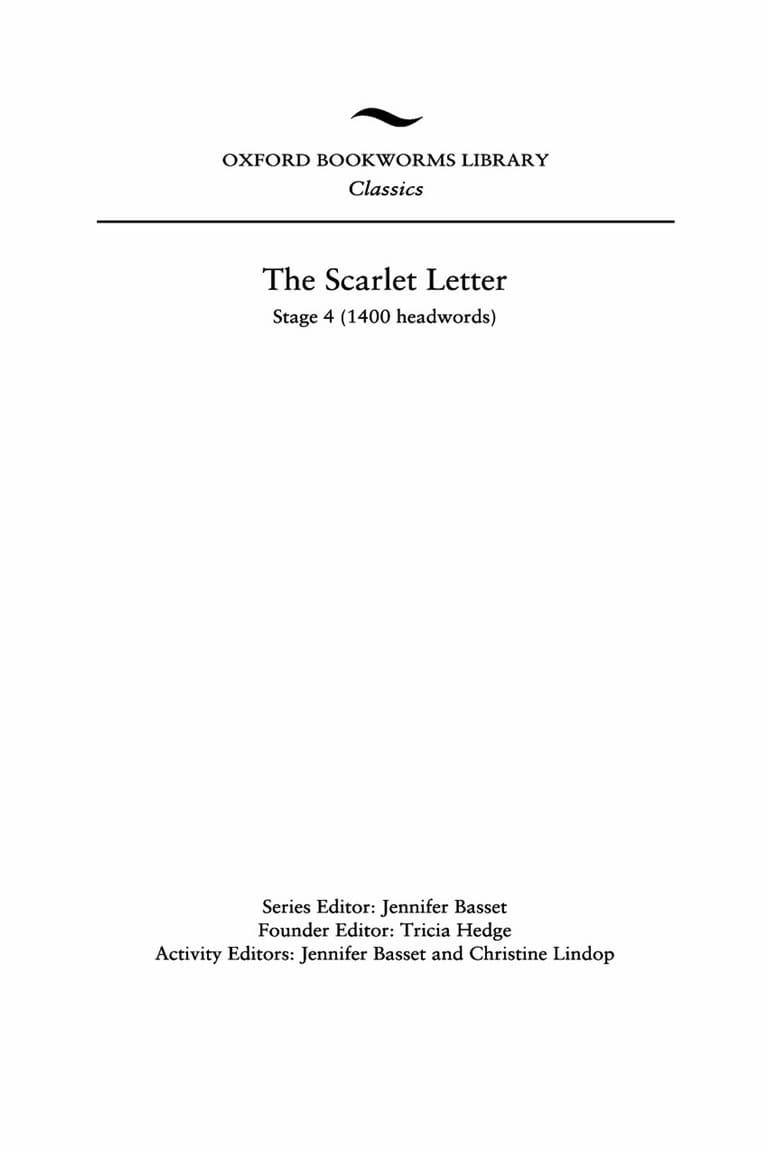 OXFORD BOOKWORMS LIBRARY
Classics
The Scarlet Letter
Stage 4 (1400 headwords)
Series Editor: Jennifer Basset
Founder Editor: Tricia Hedge
Activity Editors: Jennifer Basset and Christine Lindop